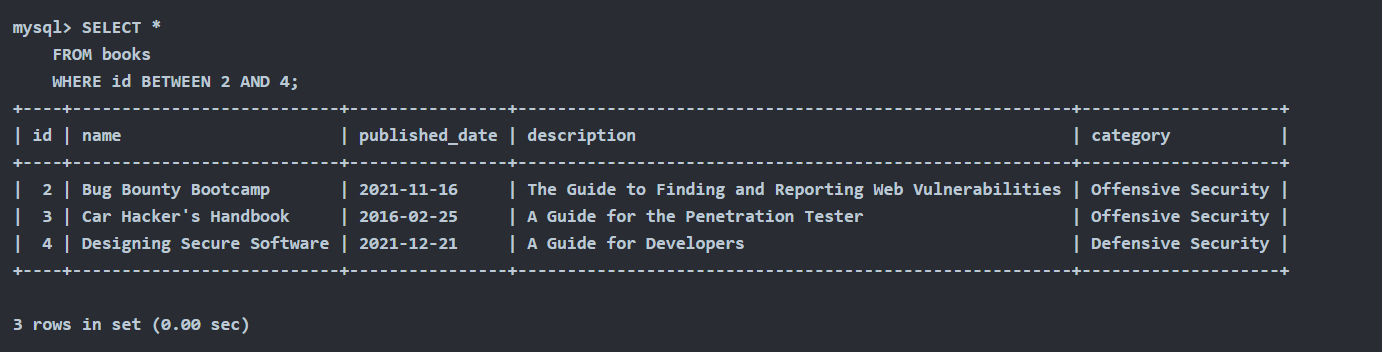 mysql> SELECT *
    FROM books
    WHERE id BETWEEN 2 AND 4;
+----+---------------------------+----------------+--------------------------------------------------------+--------------------+
| id | name                      | published_date | description                                            | category           |
+----+---------------------------+----------------+--------------------------------------------------------+--------------------+
|  2 | Bug Bounty Bootcamp       | 2021-11-16     | The Guide to Finding and Reporting Web Vulnerabilities | Offensive Security |
|  3 | Car Hacker's Handbook     | 2016-02-25     | A Guide for the Penetration Tester                     | Offensive Security |
|  4 | Designing Secure Software | 2021-12-21     | A Guide for Developers                                 | Defensive Security |
+----+---------------------------+----------------+--------------------------------------------------------+--------------------+
3 rows in set (0.00 sec)